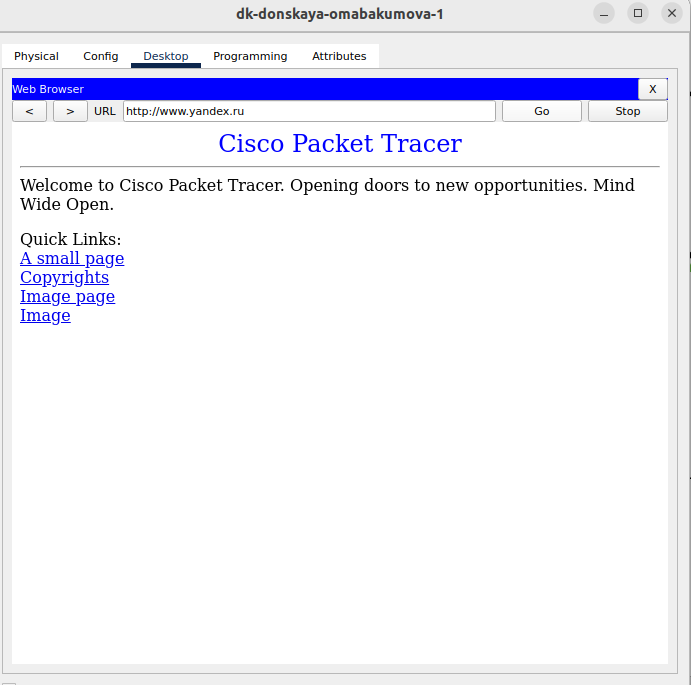 dk-donskaya-omabakumova-1
Physical Config Desktop Programming Attributes
Web Browser X
< > URL http://www.yandex.ru Go Stop
Cisco Packet Tracer
Welcome to Cisco Packet Tracer. Opening doors to new opportunities. Mind
Wide Open.
Quick Links:
A small page
Copyrights
Image page
Image